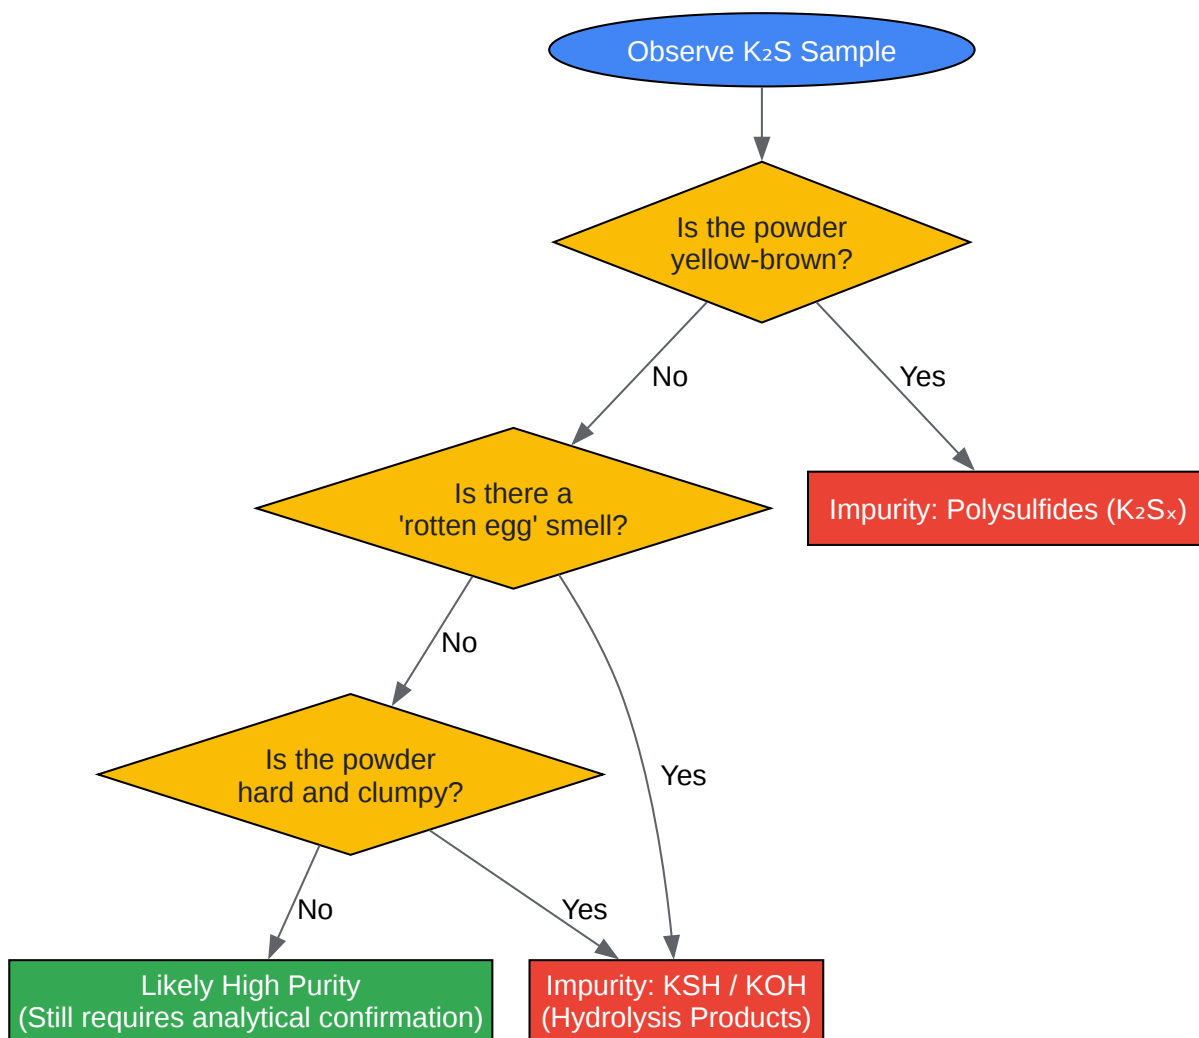 Observe K₂S Sample
Is the powder
yellow-brown?
No
Yes
Is there a
'rotten egg' smell?
Impurity: Polysulfides (K₂Sₓ)
No
Is the powder
hard and clumpy?
Yes
No
Yes
Likely High Purity
(Still requires analytical confirmation)
Impurity: KSH / KOH
(Hydrolysis Products)